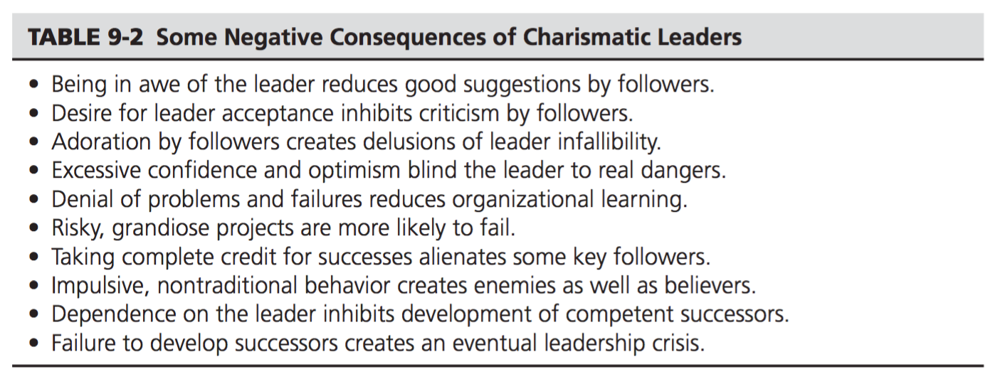 TABLE 9-2 Some Negative Consequences of Charismatic Leaders
• Being in awe of the leader reduces good suggestions by followers.
• Desire for leader acceptance inhibits criticism by followers.
• Adoration by followers creates delusions of leader infallibility.
• Excessive confidence and optimism blind the leader to real dangers.
• Denial of problems and failures reduces organizational learning.
• Risky, grandiose projects are more likely to fail.
• Taking complete credit for successes alienates some key followers.
• Impulsive, nontraditional behavior creates enemies as well as believers.
• Dependence on the leader inhibits development of competent successors.
• Failure to develop successors creates an eventual leadership crisis.